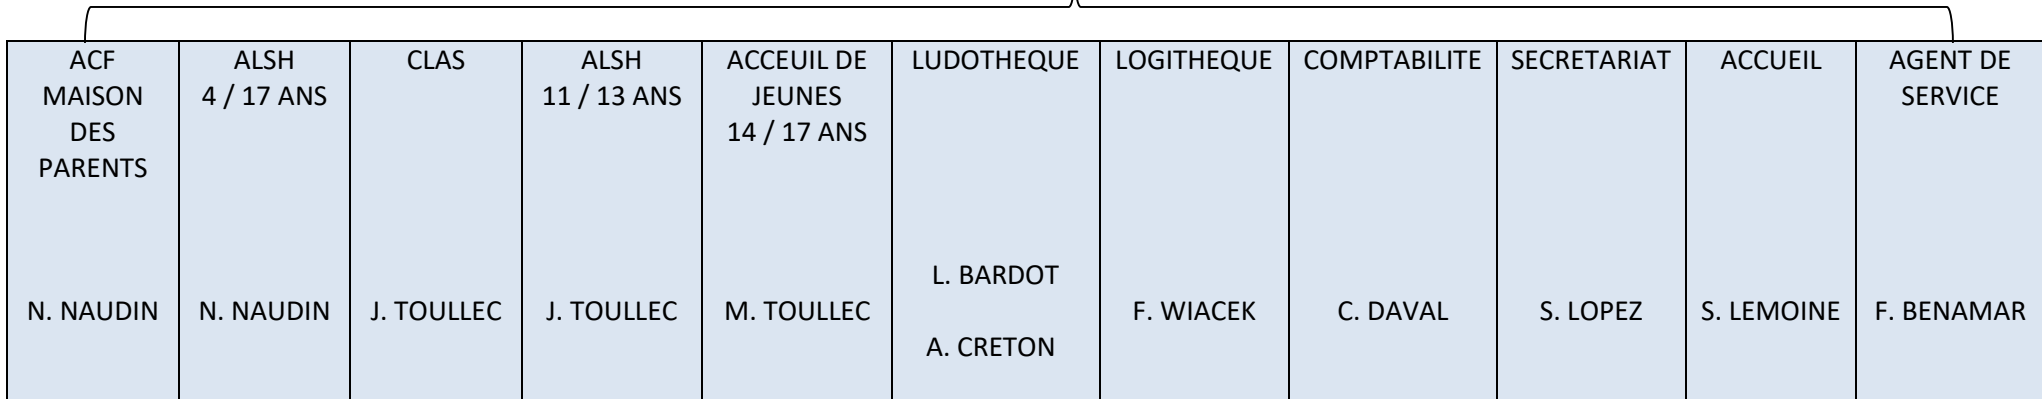 ACF
MAISON
DES
PARENTS
N. NAUDIN
ALSH
4 / 17 ANS
N. NAUDIN
CLAS
J. TOULLEC
ALSH
11 / 13 ANS
J. TOULLEC
ACCEUIL DE
JEUNES
14 / 17 ANS
M. TOULLEC
LUDOTHEQUE
L. BARDOT
A. CRETON
LOGITHEQUE
F. WIACEK
COMPTABILITE
C. DAVAL
SECRETARIAT
S. LOPEZ
ACCUEIL
S. LEMOINE
AGENT DE
SERVICE
F. BENAMAR